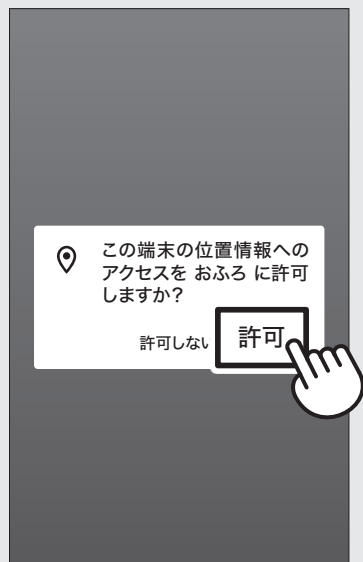 この端末の位置情報への
アクセスを おふろ に許可
しますか？
許可しない
許可